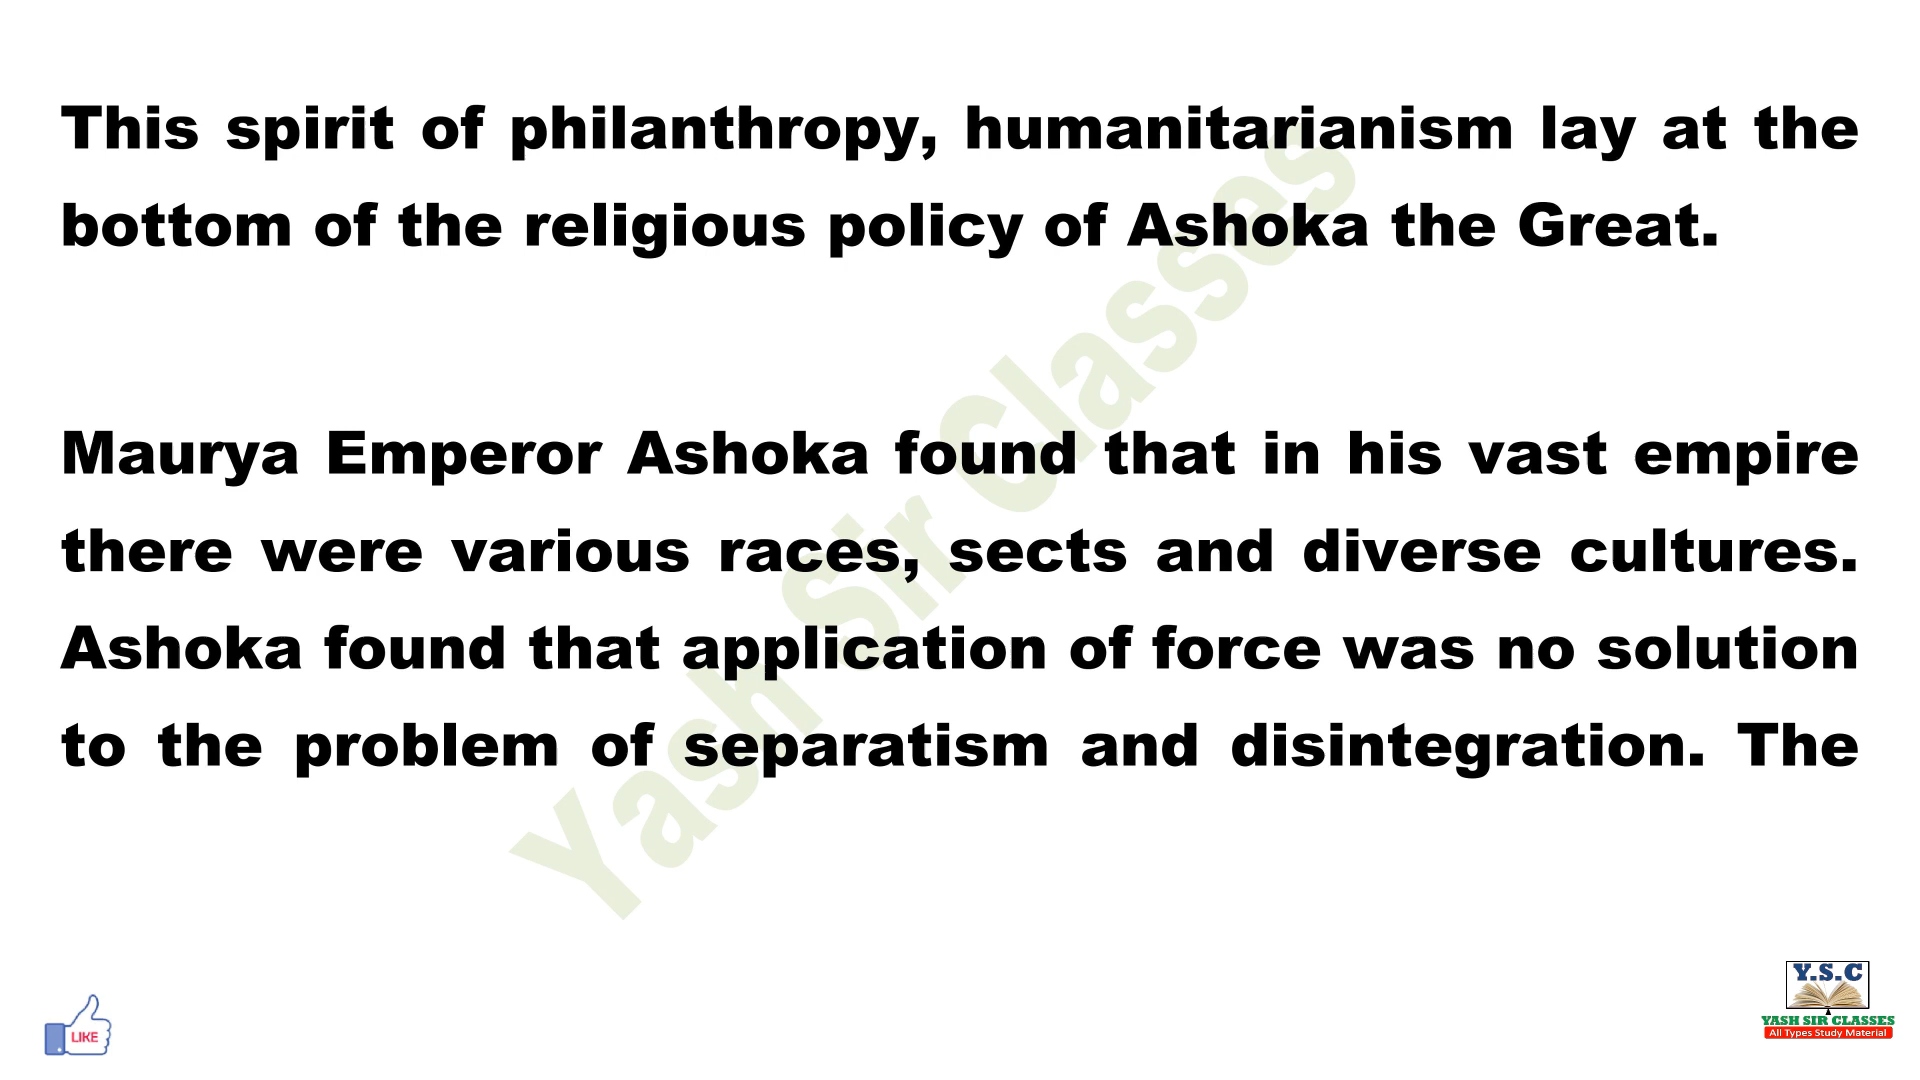 This spirit of philanthropy, humanitarianism lay at the
bottom of the religious policy of Ashoka the Great.
Maurya Emperor Ashoka found that in his vast empire
there were various races, sects and diverse cultures.
Ashoka found that application of force was no solution
to the problem of separatism and disintegration. The
Yash Sir Classes
LIKE
Y.S.C
YASH SIR CLASSES
All Types Study Material